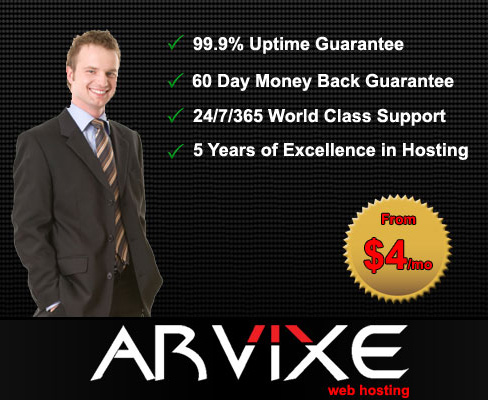 99.9% Uptime Guarantee
60 Day Money Back Guarantee
24/7/365 World Class Support
5 Years of Excellence in Hosting
From
$4/mo
ARVIXE
web hosting